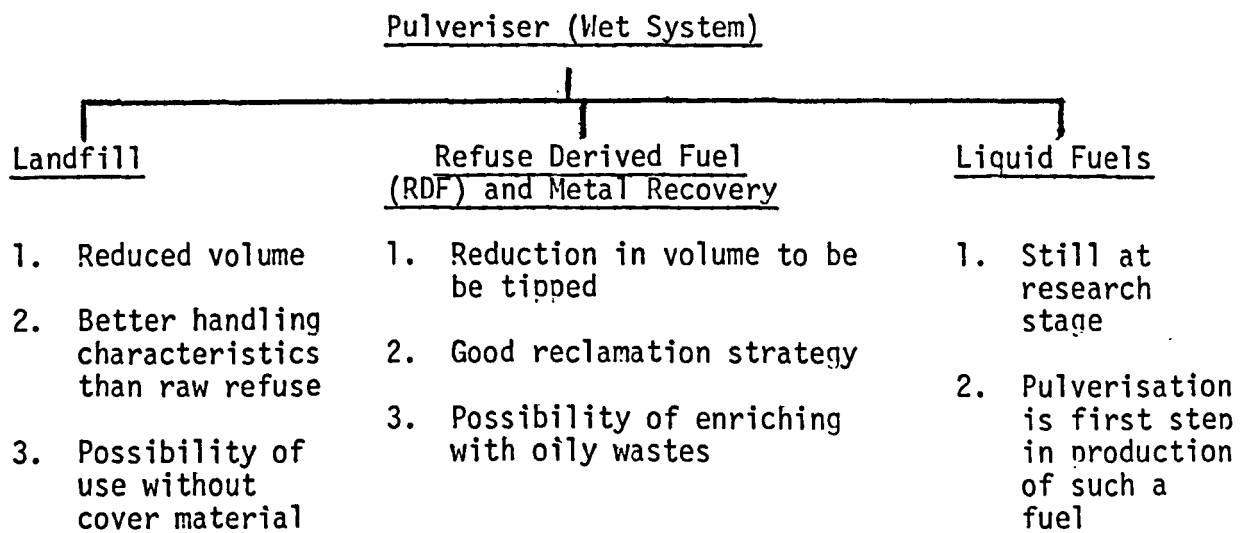 Pulveriser (Wet System)
Landfill
1. Reduced volume
2. Better handling
characteristics
than raw refuse
3. Possibility of
use without
cover material
Refuse Derived Fuel
(RDF) and Metal Recovery
1. Reduction in volume to be
be tipped
2. Good reclamation strategy
3. Possibility of enriching
with oily wastes
Liquid Fuels
1. Still at
research
stage
2. Pulverisation
is first step
in production
of such a
fuel